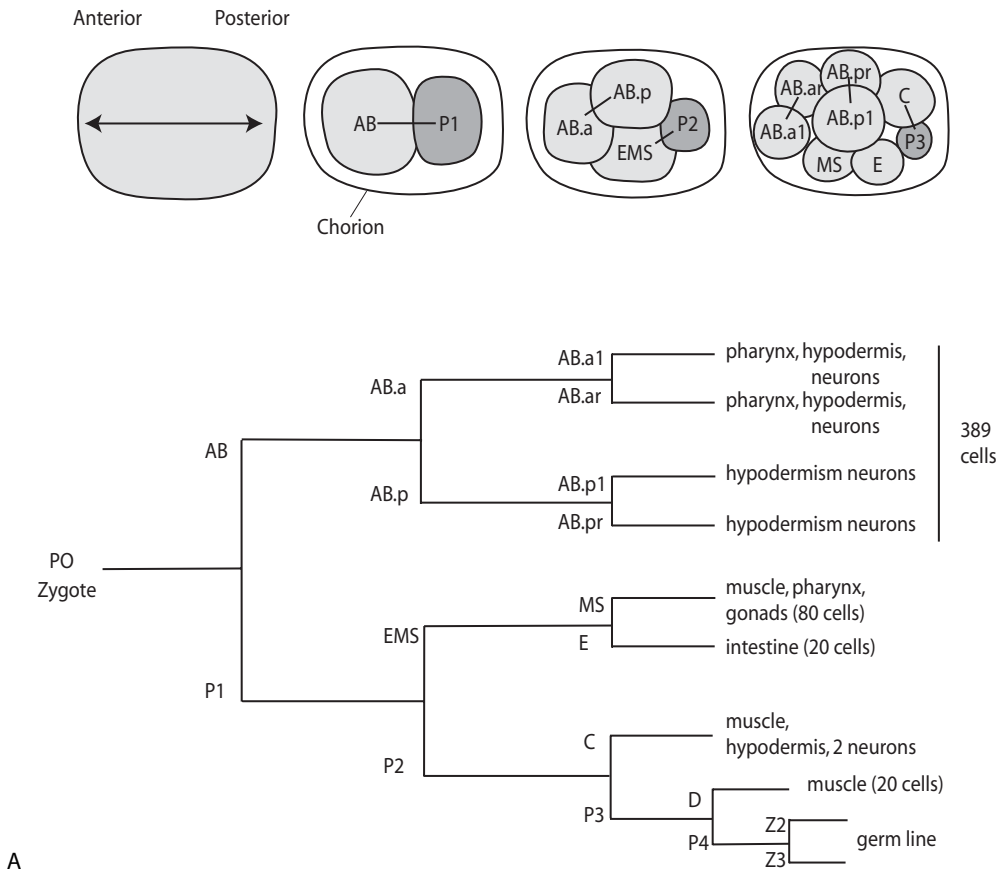 Anterior
Posterior
AB
P1
Chorion
AB.a
AB.p
EMS
P2
AB.ar
AB.pr
C
AB.a1
AB.p1
P3
MS
E
PO
Zygote
AB
P1
AB.a
AB.p
EMS
P2
AB.a1
AB.ar
AB.p1
AB.pr
MS
E
C
P3
D
P4
Z2
Z3
pharynx, hypodermis,
neurons
pharynx, hypodermis,
neurons
hypodermism neurons
hypodermism neurons
389
cells
muscle, pharynx,
gonads (80 cells)
intestine (20 cells)
muscle,
hypodermis, 2 neurons
muscle (20 cells)
germ line
A